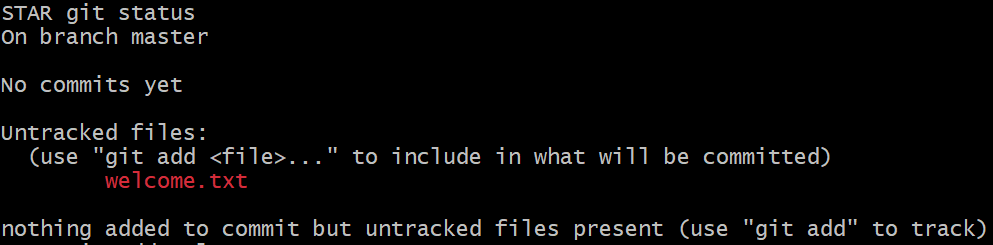 STAR git status
On branch master
No commits yet
Untracked files:
(use "git add <file>..." to include in what will be committed)
welcome.txt
nothing added to commit but untracked files present (use "git add" to track)